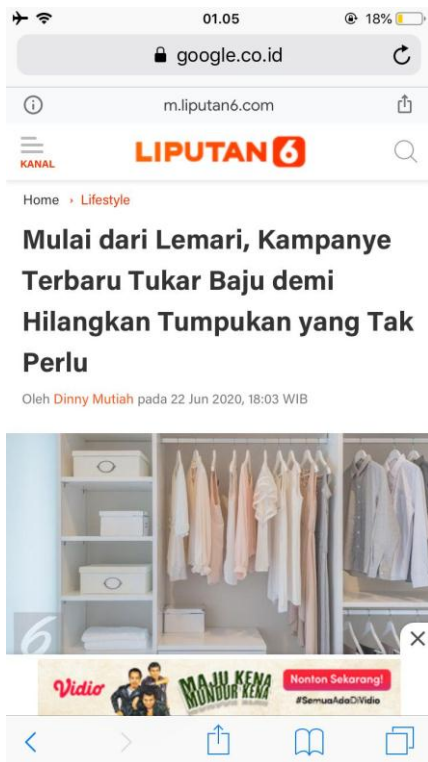 01.05
18%
google.co.id
m.liputan6.com
KANAL
LIPUTAN 6
Home › Lifestyle
Mulai dari Lemari, Kampanye
Terbaru Tukar Baju demi
Hilangkan Tumpukan yang Tak
Perlu
Oleh Dinny Mutiah pada 22 Jun 2020, 18:03 WIB
6
Vidio
MAJU KENA
MUNDUR KENA
Nonton Sekarang!
#SemuaAdaDiVidio